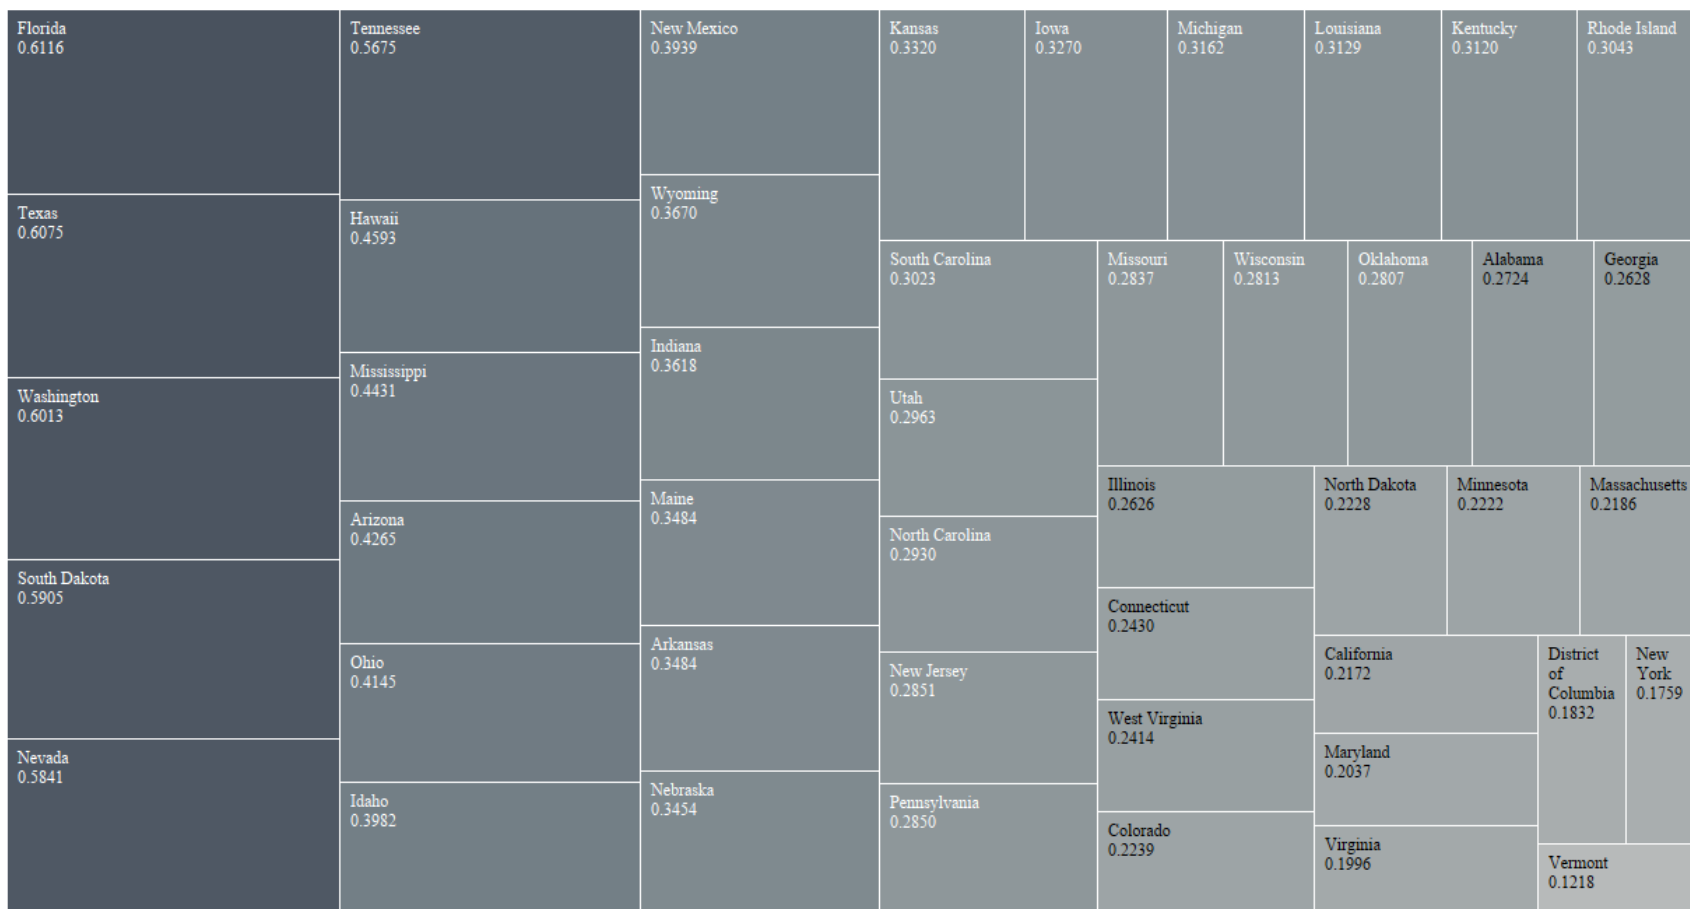 Florida
0.6116
Texas
0.6075
Washington
0.6013
South Dakota
0.5905
Nevada
0.5841
Tennessee
0.5675
Hawaii
0.4593
Mississippi
0.4431
Arizona
0.4265
Ohio
0.4145
Idaho
0.3982
New Mexico
0.3939
Wyoming
0.3670
Indiana
0.3618
Maine
0.3484
Arkansas
0.3484
Nebraska
0.3454
Kansas
0.3320
Iowa
0.3270
Michigan
0.3162
Louisiana
0.3129
Kentucky
0.3120
Rhode Island
0.3043
South Carolina
0.3023
Utah
0.2963
North Carolina
0.2930
New Jersey
0.2851
Pennsylvania
0.2850
Missouri
0.2837
Wisconsin
0.2813
Oklahoma
0.2807
Alabama
0.2724
Georgia
0.2628
Illinois
0.2626
Connecticut
0.2430
West Virginia
0.2414
Colorado
0.2239
North Dakota
0.2228
Minnesota
0.2222
Massachusetts
0.2186
California
0.2172
Maryland
0.2037
Virginia
0.1996
District
of
Columbia
0.1832
New
York
0.1759
Vermont
0.1218